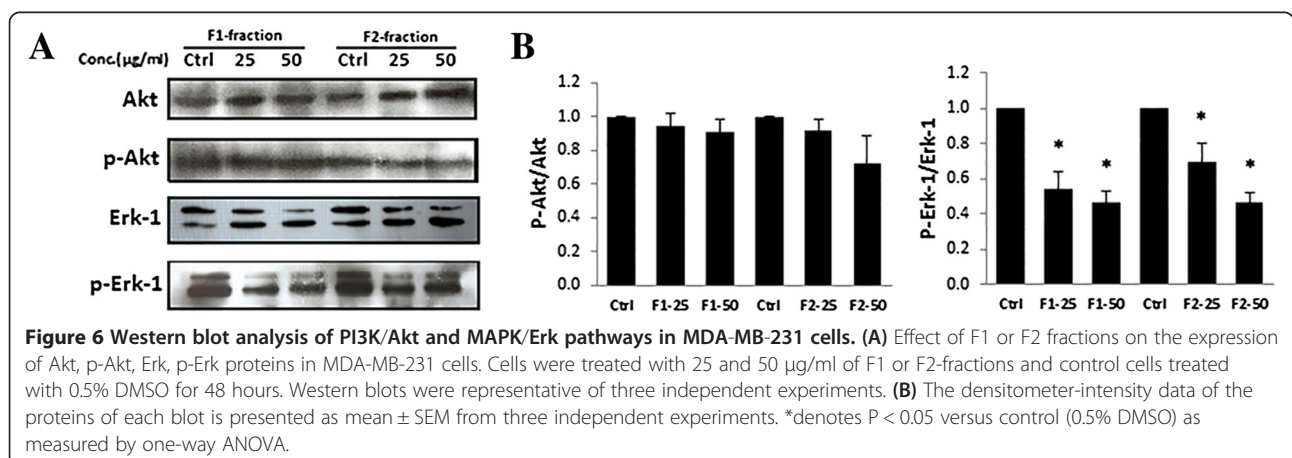 A
F1-fraction F2-fraction
Conc.(µg/ml) Ctrl 25 50 Ctrl 25 50
Akt
p-Akt
Erk-1
p-Erk-1
B
P-Akt/Akt
1.2
1.0
0.8
0.6
0.4
0.2
0.0
Ctrl F1-25 F1-50 Ctrl F2-25 F2-50
P-Erk-1/Erk-1
1.2
1.0
0.8
0.6
0.4
0.2
0.0
* * * *
Ctrl F1-25 F1-50 Ctrl F2-25 F2-50
Figure 6 Western blot analysis of PI3K/Akt and MAPK/Erk pathways in MDA-MB-231 cells. (A) Effect of F1 or F2 fractions on the expression
of Akt, p-Akt, Erk, p-Erk proteins in MDA-MB-231 cells. Cells were treated with 25 and 50 µg/ml of F1 or F2-fractions and control cells treated
with 0.5% DMSO for 48 hours. Western blots were representative of three independent experiments. (B) The densitometer-intensity data of the
proteins of each blot is presented as mean ± SEM from three independent experiments. *denotes P < 0.05 versus control (0.5% DMSO) as
measured by one-way ANOVA.